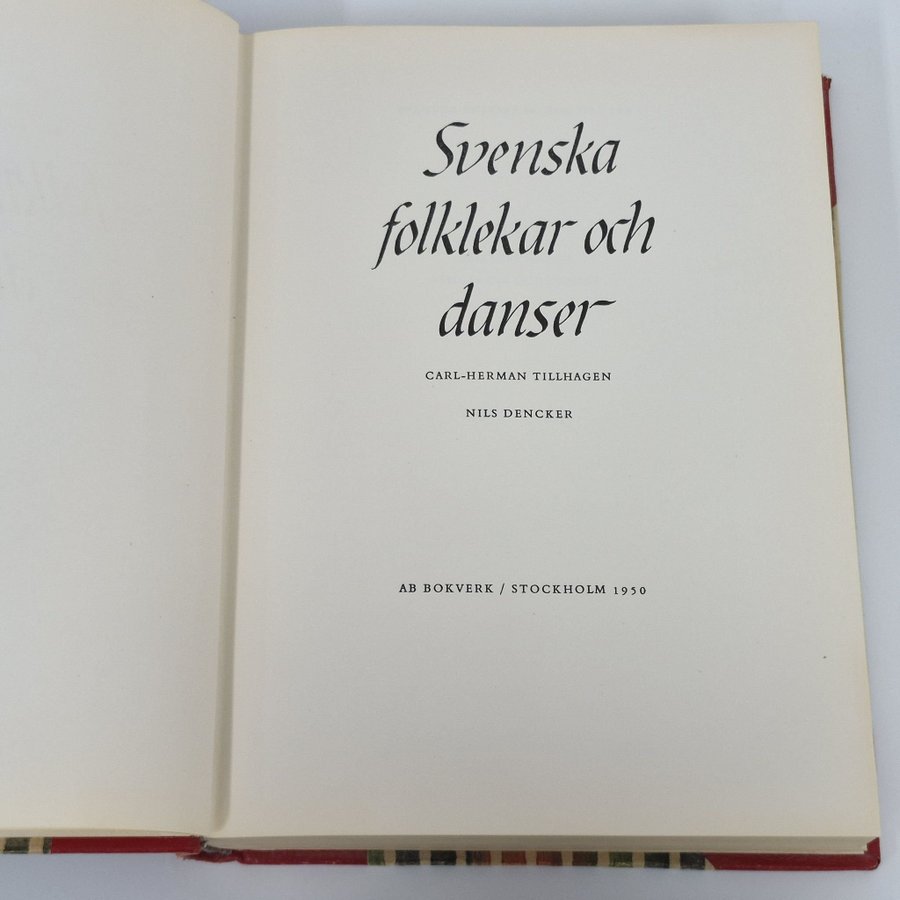 Svenska
folklekar och
danser
CARL-HERMAN TILLHAGEN
NILS DENCKER
AB BOKVERK / STOCKHOLM 1950